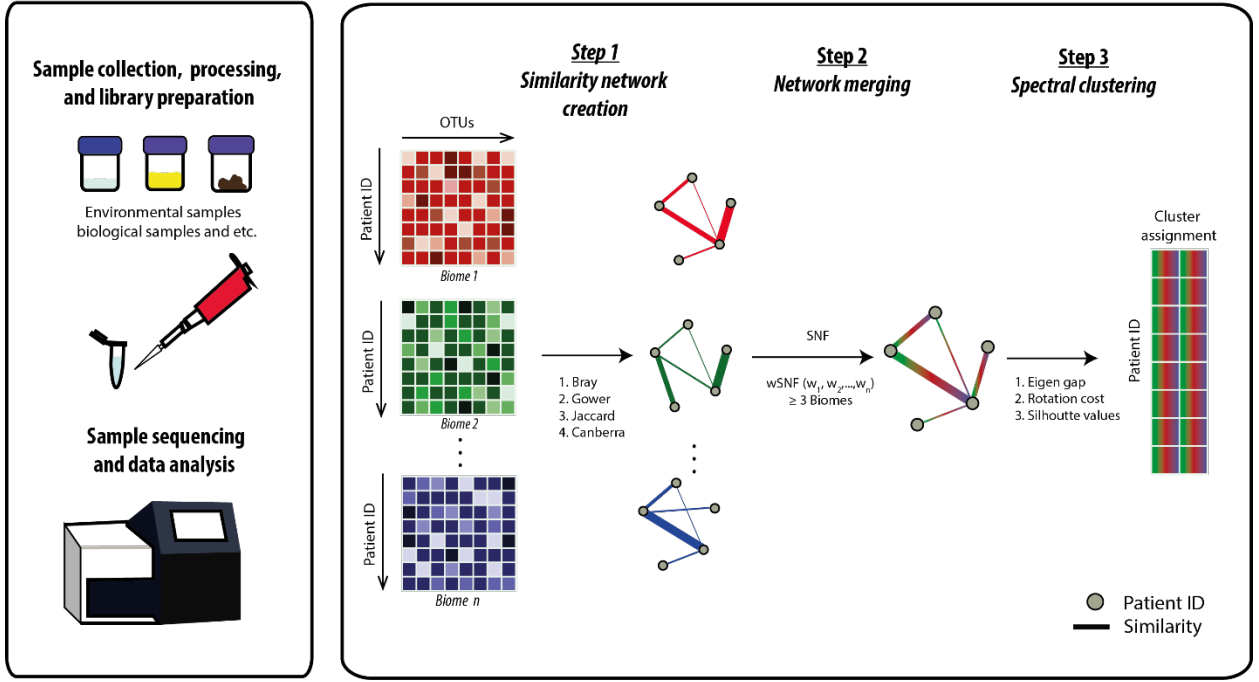 Sample collection, processing,
and library preparation
Environmental samples
biological samples and etc.
Sample sequencing
and data analysis
Step 1
Similarity network
creation
Step 2
Network merging
Step 3
Spectral clustering
OTUs
Patient ID
Biome 1
Patient ID
Biome 2
Patient ID
Biome n
1. Bray
2. Gower
3. Jaccard
4. Canberra
SNF
wSNF (w₁, w₂,...,wₙ)
≥ 3 Biomes
1. Eigen gap
2. Rotation cost
3. Silhoutte values
Cluster
assignment
Patient ID
Patient ID
Similarity